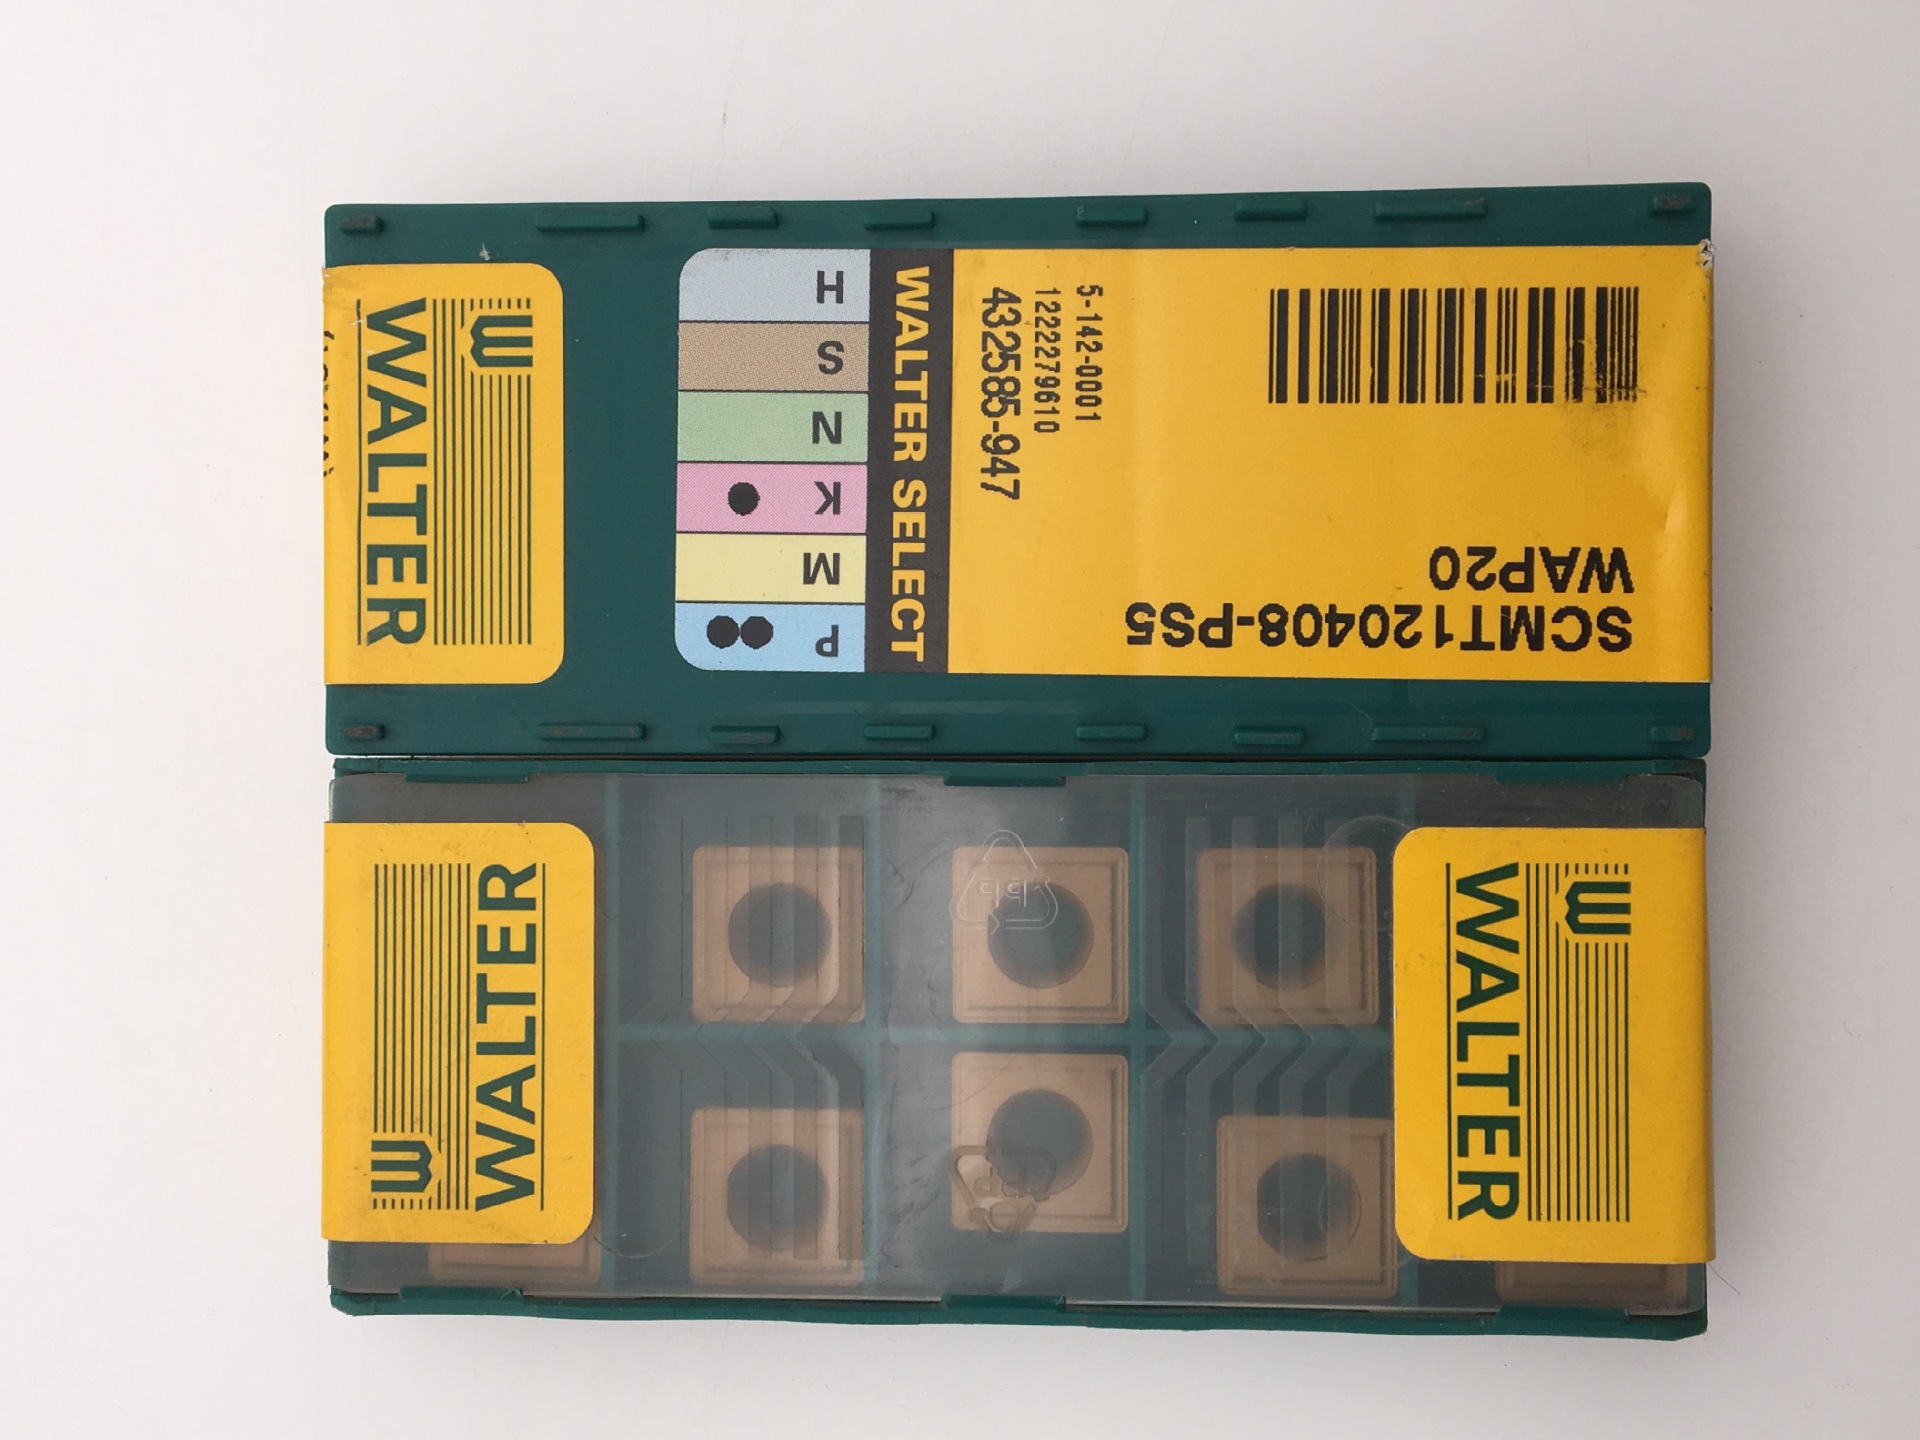 WALTER
H
S
N
K
M
P
WALTER SELECT
5-142-0001
1222279610
432585-947
SCMT120408-PS5
WAP20
WALTER
WALTER